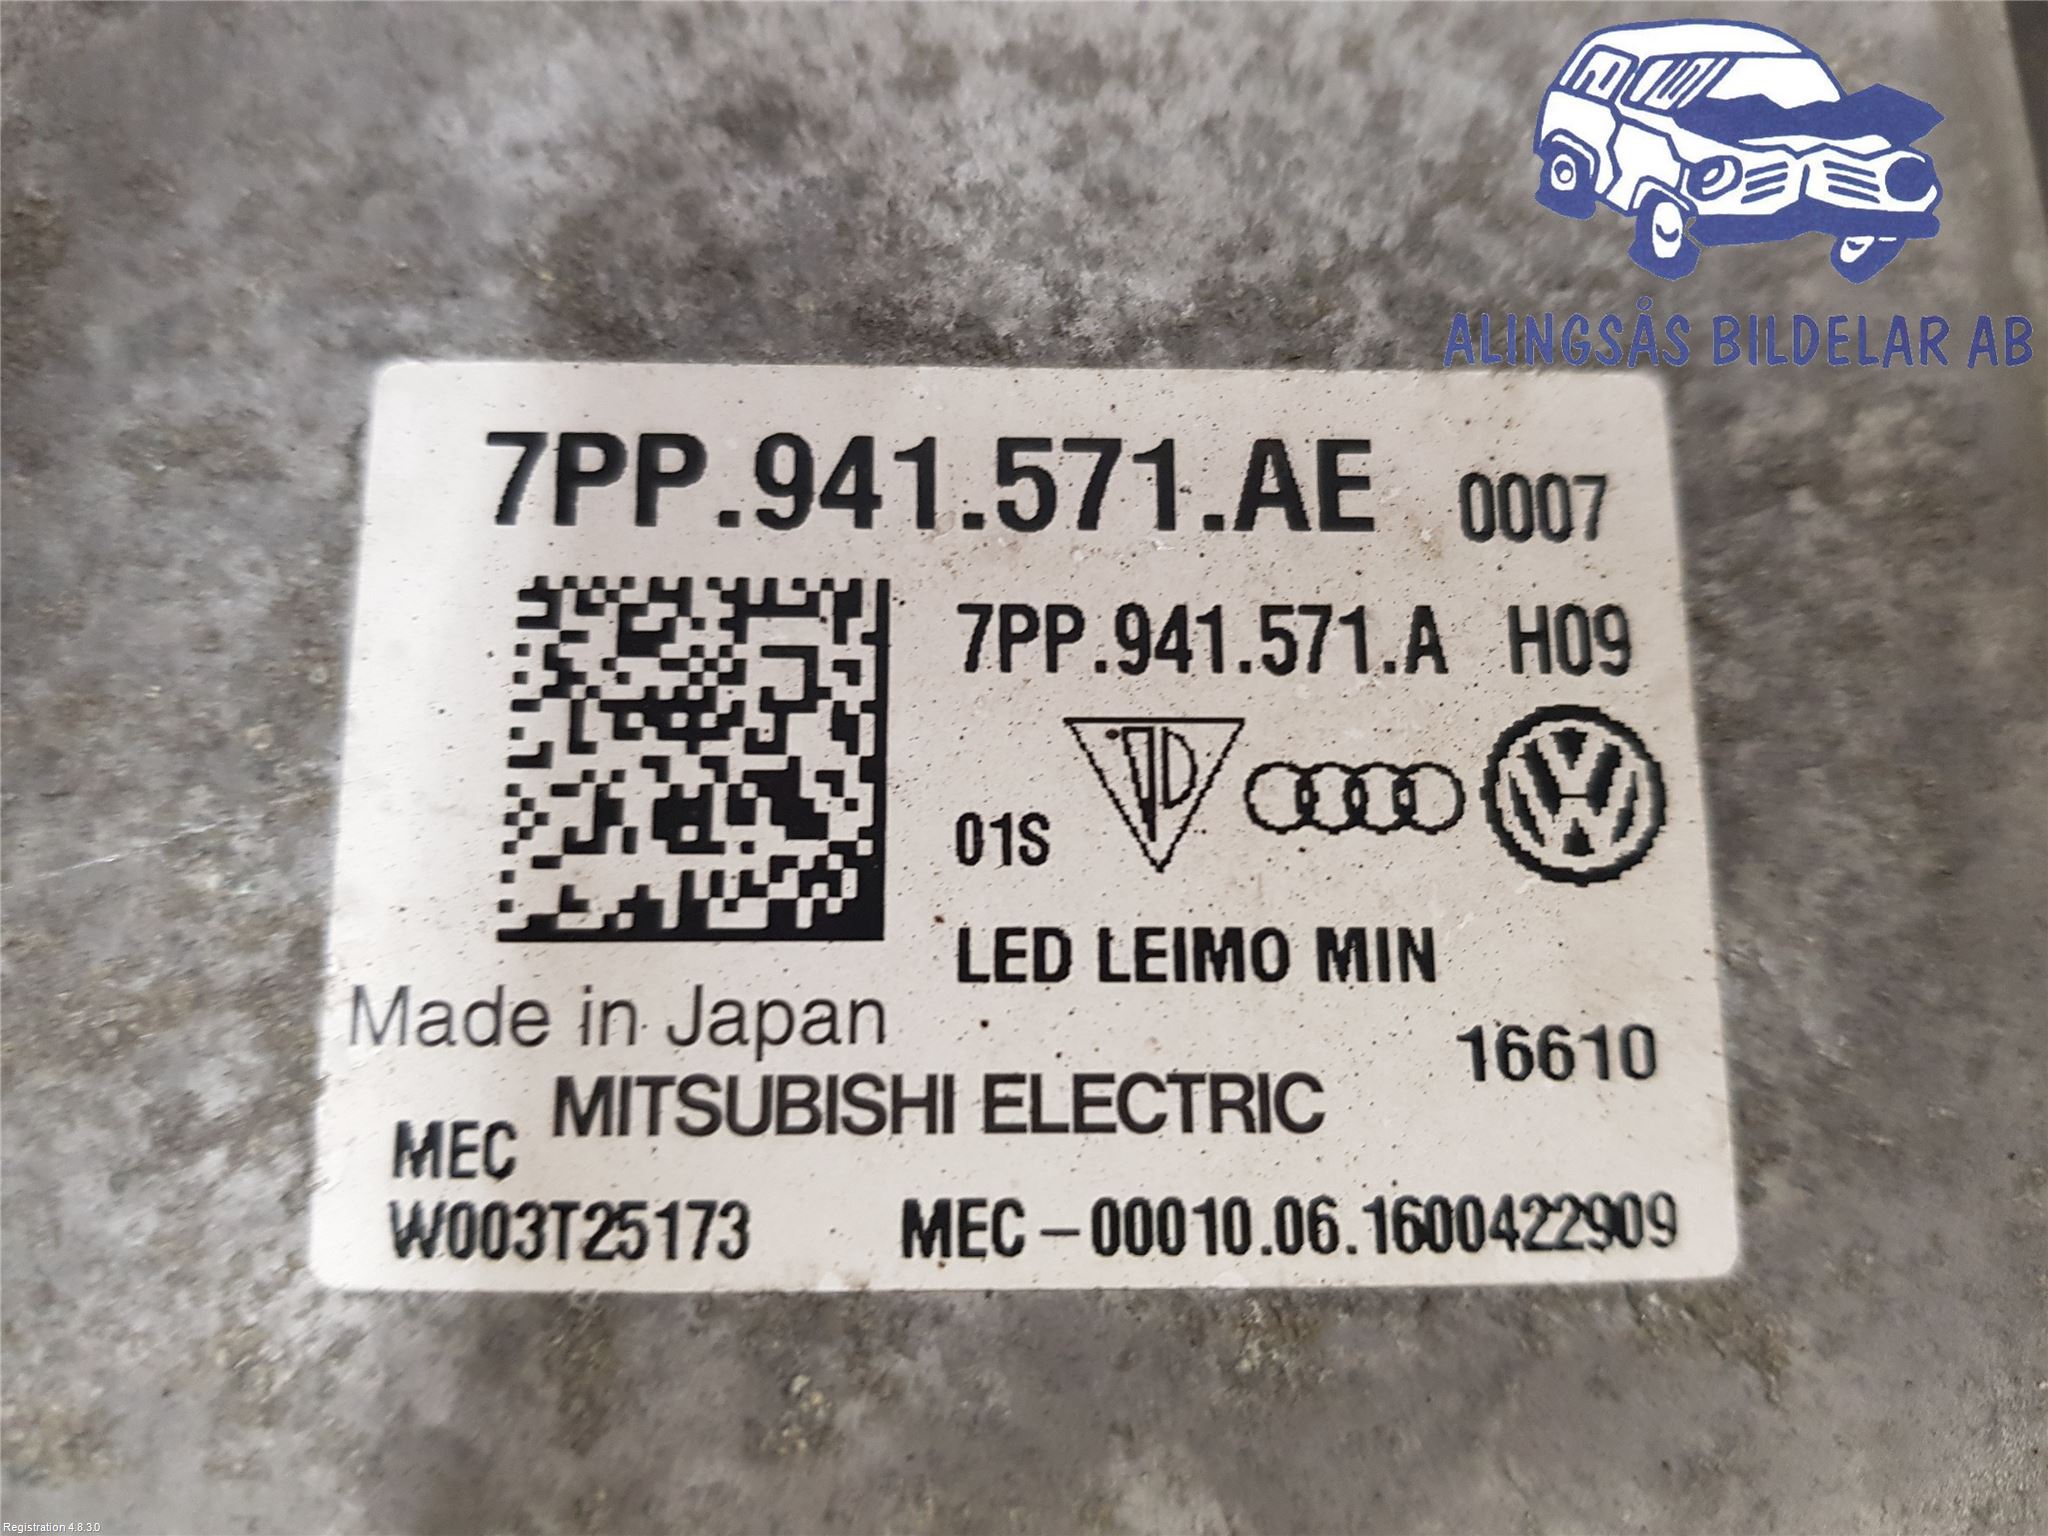 ALINGSÅS BILDELAR AB
7PP.941.571.AE 0007
7PP.941.571.A H09
01S
LED LEIMO MIN
Made in Japan
16610
MITSUBISHI ELECTRIC
MEC
W003T25173 MEC-00010.06.1600422909
Registration 4.8.3.0